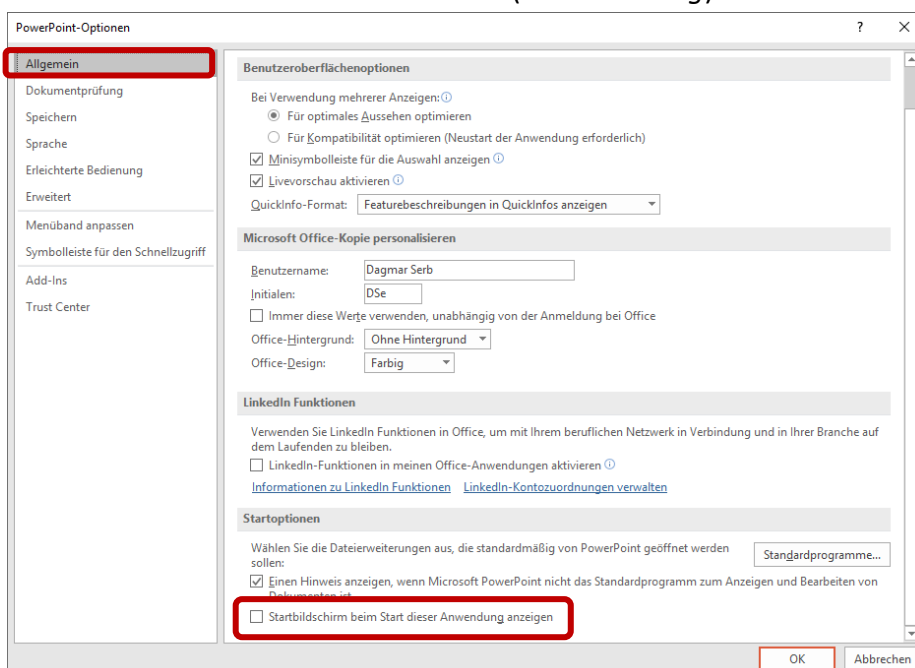 PowerPoint-Optionen
?
Allgemein
Dokumentprüfung
Speichern
Sprache
Erleichterte Bedienung
Erweitert
Menüband anpassen
Symbolleiste für den Schnellzugriff
Add-Ins
Trust Center
Benutzeroberflächenoptionen
Bei Verwendung mehrerer Anzeigen:
Für optimales Aussehen optimieren
Für Kompatibilität optimieren (Neustart der Anwendung erforderlich)
Minisymbolleiste für die Auswahl anzeigen
Livevorschau aktivieren
QuickInfo-Format: Featurebeschreibungen in QuickInfos anzeigen
Microsoft Office-Kopie personalisieren
Benutzername: Dagmar Serb
Initialen: DSe
Immer diese Werte verwenden, unabhängig von der Anmeldung bei Office
Office-Hintergrund: Ohne Hintergrund
Office-Design: Farbig
LinkedIn Funktionen
Verwenden Sie LinkedIn Funktionen in Office, um mit Ihrem beruflichen Netzwerk in Verbindung und in Ihrer Branche auf
dem Laufenden zu bleiben.
LinkedIn-Funktionen in meinen Office-Anwendungen aktivieren
Informationen zu LinkedIn Funktionen LinkedIn-Kontozuordnungen verwalten
Startoptionen
Wählen Sie die Dateierweiterungen aus, die standardmäßig von PowerPoint geöffnet werden
sollen:
Standardprogramme...
Einen Hinweis anzeigen, wenn Microsoft PowerPoint nicht das Standardprogramm zum Anzeigen und Bearbeiten von
Dokumenten ist
Startbildschirm beim Start dieser Anwendung anzeigen
OK Abbrechen